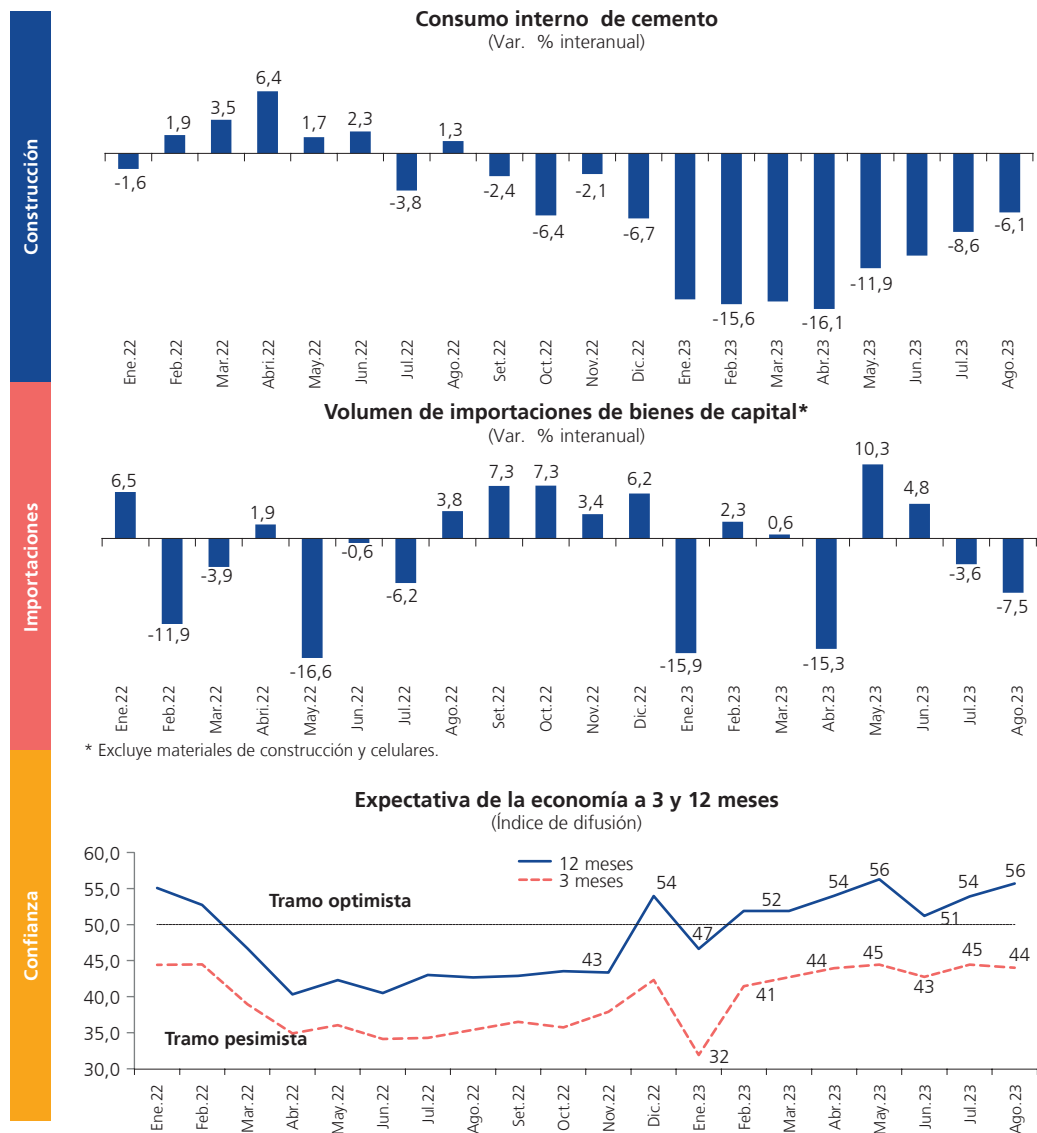 Construcción
Consumo interno de cemento
(Var. % interanual)
-1,6
1,9
3,5
6,4
1,7
2,3
-3,8
1,3
-2,4
-6,4
-2,1
-6,7
-15,6
-16,1
-11,9
-8,6
-6,1
Ene.22
Feb.22
Mar.22
Abri.22
May.22
Jun.22
Jul.22
Ago.22
Set.22
Oct.22
Nov.22
Dic.22
Ene.23
Feb.23
Mar.23
Abr.23
May.23
Jun.23
Jul.23
Ago.23
Importaciones
Volumen de importaciones de bienes de capital*
(Var. % interanual)
6,5
-11,9
-3,9
1,9
-16,6
-0,6
-6,2
3,8
7,3
7,3
3,4
6,2
-15,9
2,3
0,6
-15,3
10,3
4,8
-3,6
-7,5
Ene.22
Feb.22
Mar.22
Abri.22
May.22
Jun.22
Jul.22
Ago.22
Set.22
Oct.22
Nov.22
Dic.22
Ene.23
Feb.23
Mar.23
Abr.23
May.23
Jun.23
Jul.23
Ago.23
* Excluye materiales de construcción y celulares.
Confianza
Expectativa de la economía a 3 y 12 meses
(Índice de difusión)
60,0
55,0
50,0
45,0
40,0
35,0
30,0
12 meses
3 meses
Tramo optimista
Tramo pesimista
43
54
47
52
54
56
51
54
56
32
41
44
45
43
45
44
Ene.22
Feb.22
Mar.22
Abr.22
May.22
Jun.22
Jul.22
Ago.22
Set.22
Oct.22
Nov.22
Dic.22
Ene.23
Feb.23
Mar.23
Abr.23
May.23
Jun.23
Jul.23
Ago.23